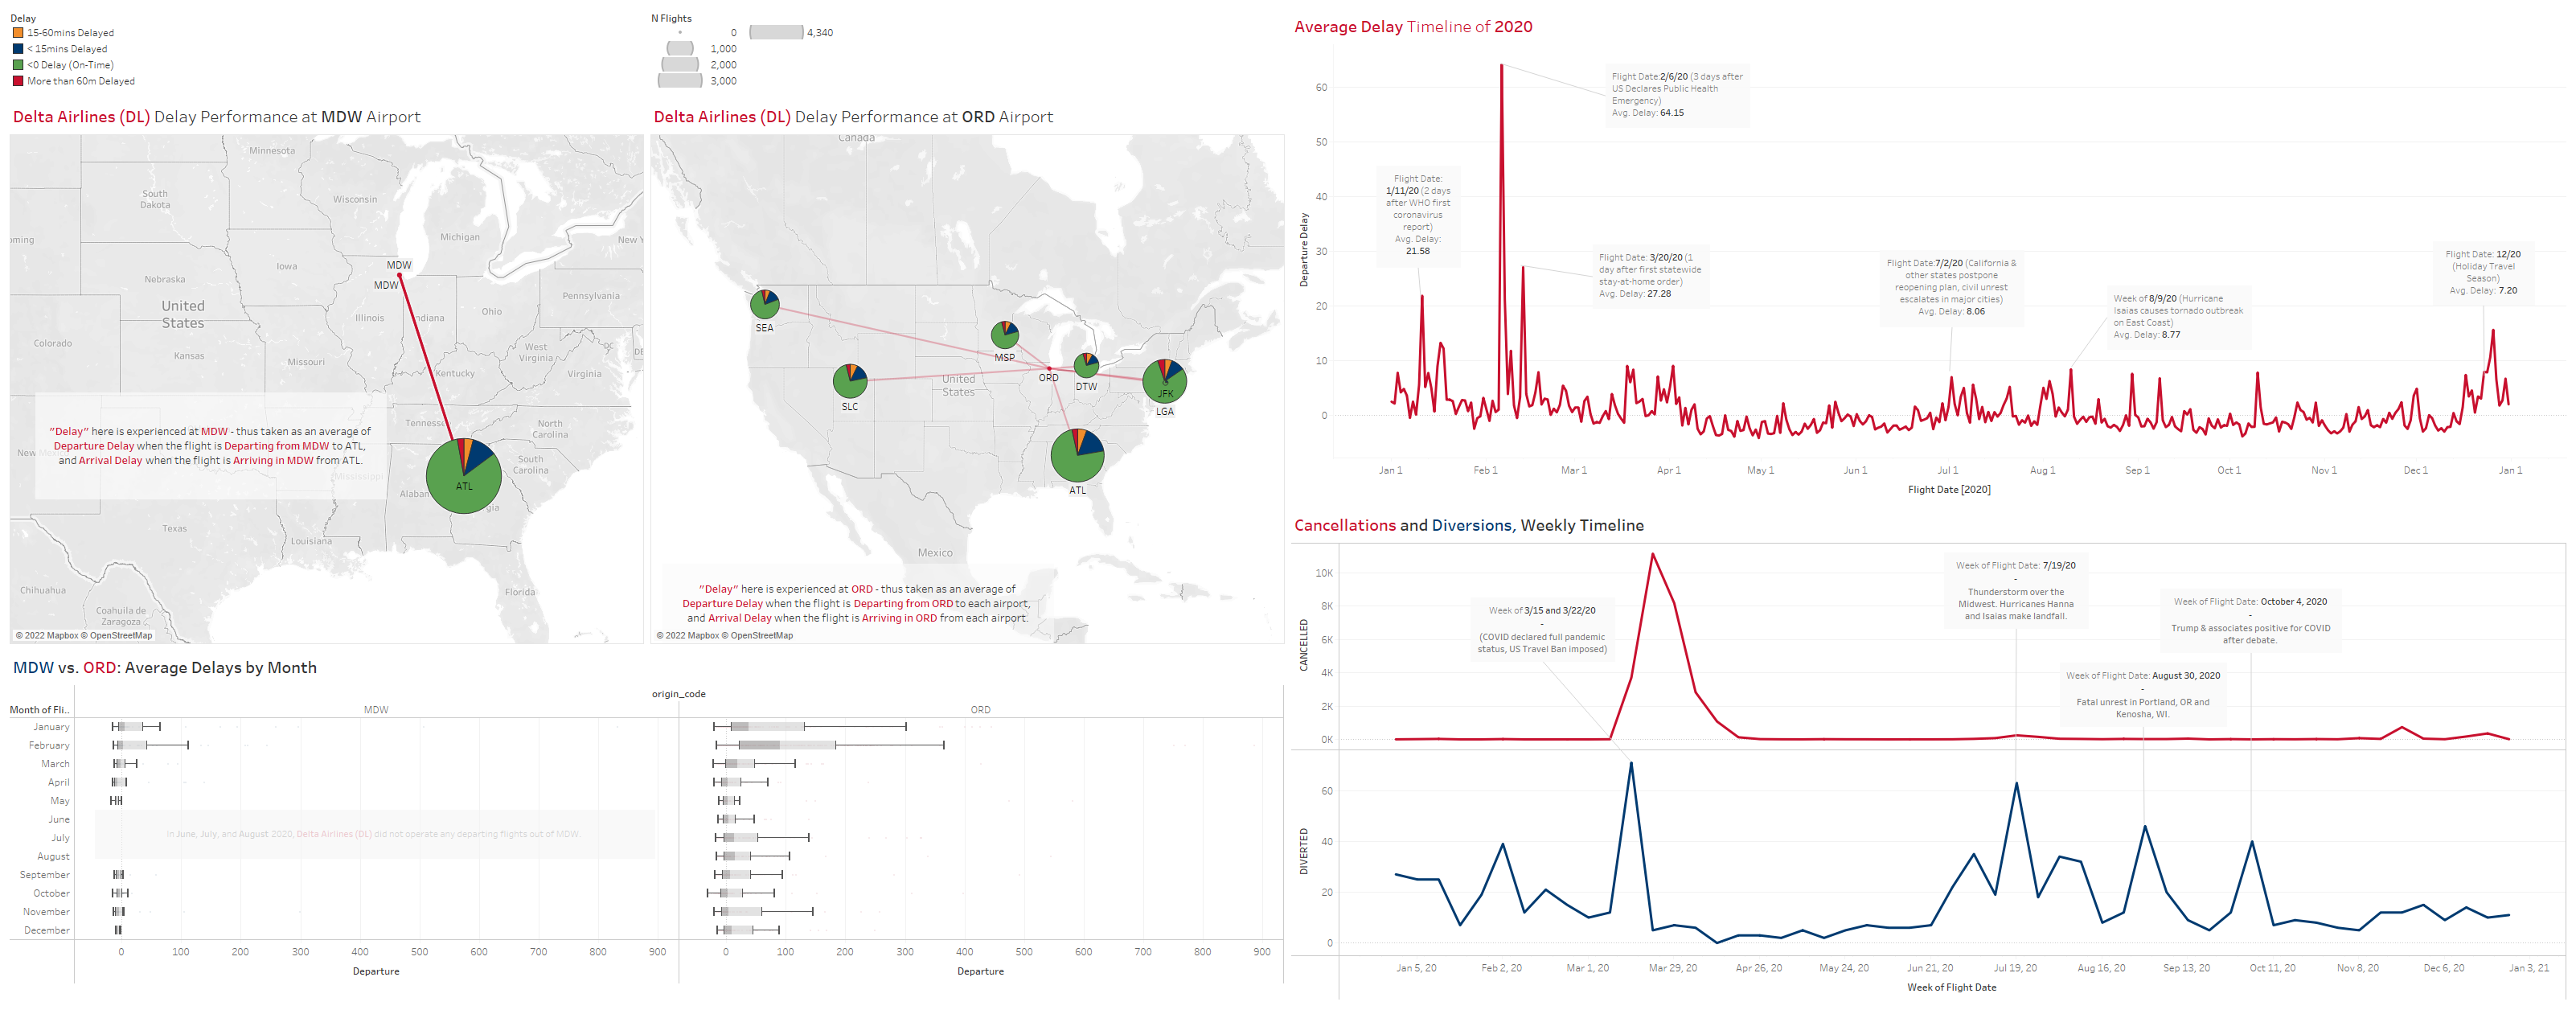 Delay
15-60mins Delayed
< 15mins Delayed
<0 Delay (On-Time)
More than 60m Delayed
N Flights
0
1,000
2,000
3,000
4,340
Delta Airlines (DL) Delay Performance at MDW Airport
Minnesota
South
Dakota
Wisconsin
Michigan
oming
New Y
MDW
MDW
Iowa
Nebraska
United
States
Pennsylvania
Illinois
ndiana
Ohio
Colorado
Kansas
Missouri
West
Virginia
DC
DE
Kentucky
Virginia
"Delay" here is experienced at MDW - thus taken as an average of
Departure Delay when the flight is Departing from MDW to ATL,
and Arrival Delay when the flight is Arriving in MDW from ATL.
New M
Tennesse
North
Carolina
South
Carolina
Mississippi
ATL
Alaban
gia
Texas
Louisiana
Florida
Chihuahua
Coahuila de
Zaragoza
© 2022 Mapbox © OpenStreetMap
Delta Airlines (DL) Delay Performance at ORD Airport
Canada
SEA
MSP
ORD
DTW
JFK
LGA
SLC
United
States
ATL
Mexico
"Delay" here is experienced at ORD - thus taken as an average of
Departure Delay when the flight is Departing from ORD to each airport,
and Arrival Delay when the flight is Arriving in ORD from each airport.
© 2022 Mapbox © OpenStreetMap
MDW vs. ORD: Average Delays by Month
origin_code
Month of Fli..
MDW
ORD
January
February
March
April
May
June
July
August
September
October
November
December
In June, July, and August 2020, Delta Airlines (DL) did not operate any departing flights out of MDW.
0 100 200 300 400 500 600 700 800 900
0 100 200 300 400 500 600 700 800 900
Departure
Departure
Average Delay Timeline of 2020
Departure Delay
60
50
40
30
20
10
0
Flight Date:
1/11/20 (2 days
after WHO first
coronavirus
report)
Avg. Delay:
21.58
Flight Date:2/6/20 (3 days after
US Declares Public Health
Emergency)
Avg. Delay: 64.15
Flight Date: 3/20/20 (1
day after first statewide
stay-at-home order)
Avg. Delay: 27.28
Flight Date:7/2/20 (California &
other states postpone
reopening plan, civil unrest
escalates in major cities)
Avg. Delay: 8.06
Week of 8/9/20 (Hurricane
Isaias causes tornado outbreak
on East Coast)
Avg. Delay: 8.77
Flight Date: 12/20
(Holiday Travel
Season)
Avg. Delay: 7.20
Jan 1 Feb 1 Mar 1 Apr 1 May 1 Jun 1 Jul 1 Aug 1 Sep 1 Oct 1 Nov 1 Dec 1 Jan 1
Flight Date [2020]
Cancellations and Diversions, Weekly Timeline
CANCELLED
10K
8K
6K
4K
2K
0K
Week of 3/15 and 3/22/20
-
(COVID declared full pandemic
status, US Travel Ban imposed)
Week of Flight Date: 7/19/20
-
Thunderstorm over the
Midwest. Hurricanes Hanna
and Isaias make landfall.
Week of Flight Date: October 4, 2020
-
Trump & associates positive for COVID
after debate.
Week of Flight Date: August 30, 2020
-
Fatal unrest in Portland, OR and
Kenosha, WI.
DIVERTED
60
40
20
0
Jan 5, 20 Feb 2, 20 Mar 1, 20 Mar 29, 20 Apr 26, 20 May 24, 20 Jun 21, 20 Jul 19, 20 Aug 16, 20 Sep 13, 20 Oct 11, 20 Nov 8, 20 Dec 6, 20 Jan 3, 21
Week of Flight Date